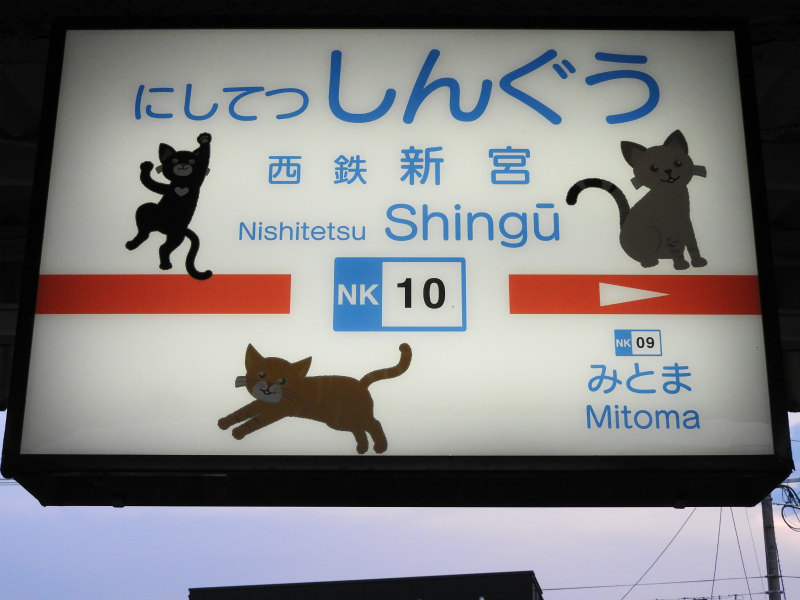 にしてつしんぐう
西鉄新宮
Nishitetsu Shingū
NK 10
NK 09
みとま
Mitoma